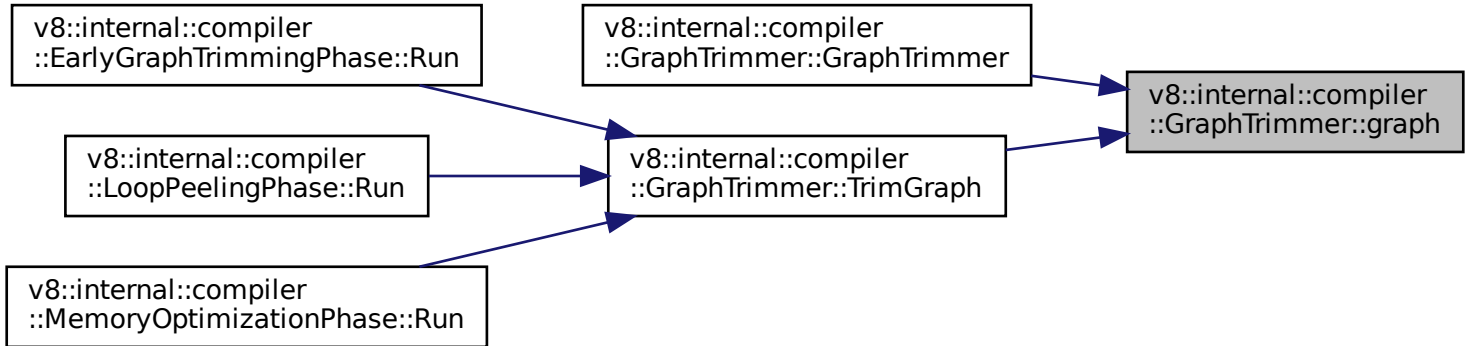 v8::internal::compiler
::EarlyGraphTrimmingPhase::Run
v8::internal::compiler
::GraphTrimmer::GraphTrimmer
v8::internal::compiler
::GraphTrimmer::graph
v8::internal::compiler
::LoopPeelingPhase::Run
v8::internal::compiler
::GraphTrimmer::TrimGraph
v8::internal::compiler
::MemoryOptimizationPhase::Run